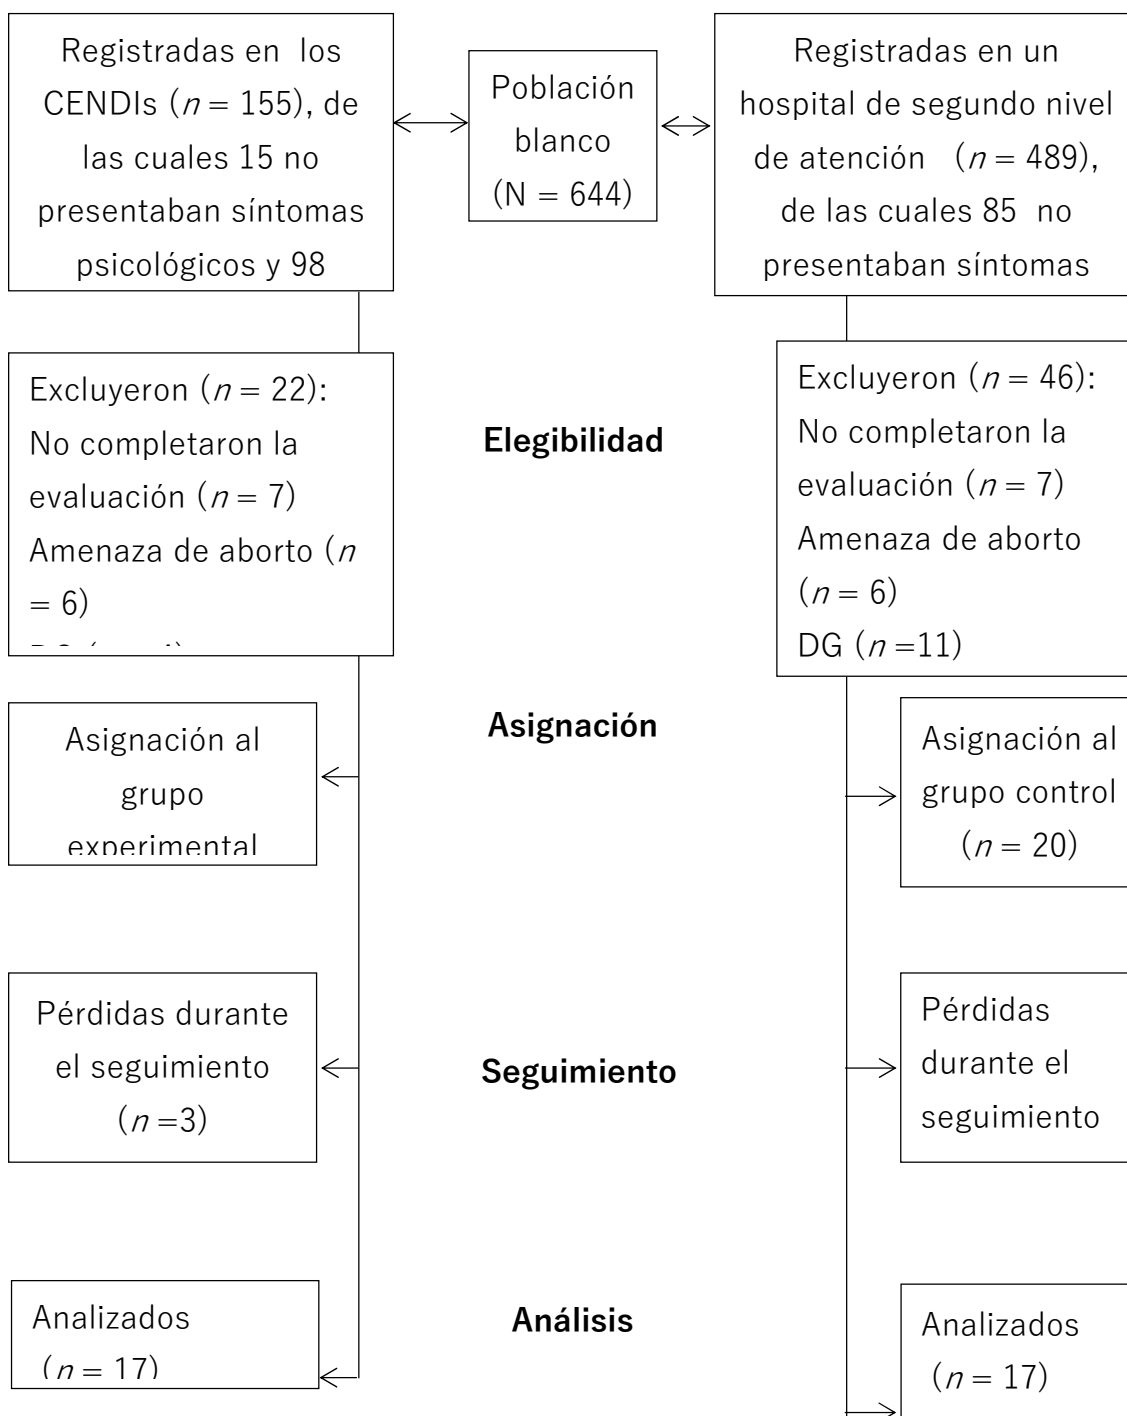 Registradas en los
CENDIs (n = 155), de
las cuales 15 no
presentaban síntomas
psicológicos y 98
Población
blanco
(N = 644)
Registradas en un
hospital de segundo nivel
de atención (n = 489),
de las cuales 85 no
presentaban síntomas
Excluyeron (n = 22):
No completaron la
evaluación (n = 7)
Amenaza de aborto (n
= 6)
Elegibilidad
Excluyeron (n = 46):
No completaron la
evaluación (n = 7)
Amenaza de aborto
(n = 6)
DG (n =11)
Asignación
Asignación al
grupo
experimental
Asignación al
grupo control
(n = 20)
Pérdidas durante
el seguimiento
(n =3)
Seguimiento
Pérdidas
durante el
seguimiento
Analizados
(n = 17)
Análisis
Analizados
(n = 17)